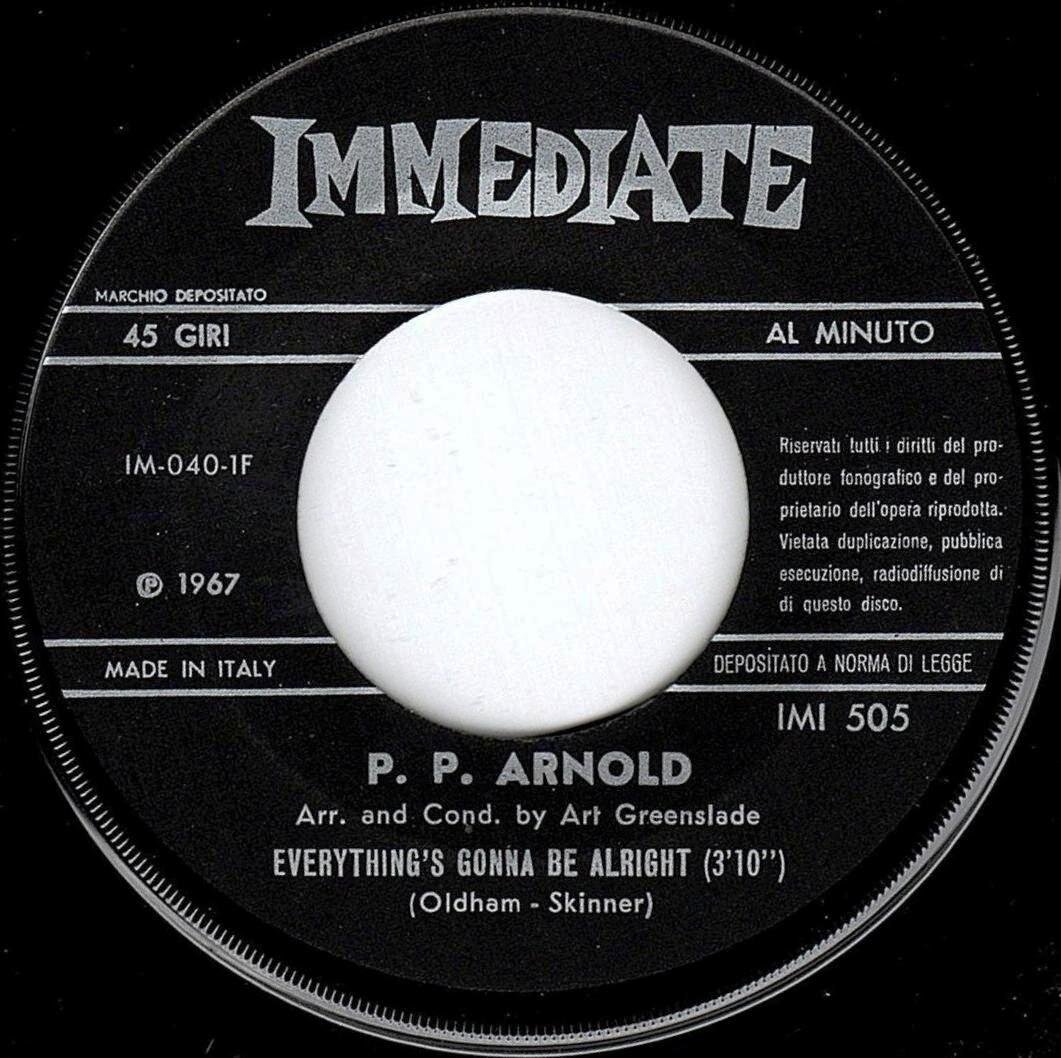 IMMEDIATE
MARCHIO DEPOSITATO
45 GIRI
AL MINUTO
IM-040-1F
℗ 1967
Riservati tutti i diritti del pro-
duttore fonografico e del pro-
prietario dell'opera riprodotta.
Vietata duplicazione, pubblica
esecuzione, radiodiffusione di
di questo disco.
MADE IN ITALY
DEPOSITATO A NORMA DI LEGGE
IMI 505
P. P. ARNOLD
Arr. and Cond. by Art Greenslade
EVERYTHING'S GONNA BE ALRIGHT (3'10'')
(Oldham - Skinner)